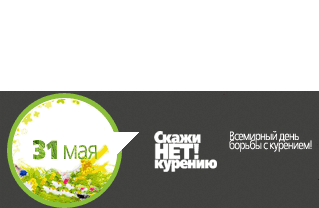 31 мая
Скажи
НЕТ!
курению
Всемирный день
борьбы с курением!